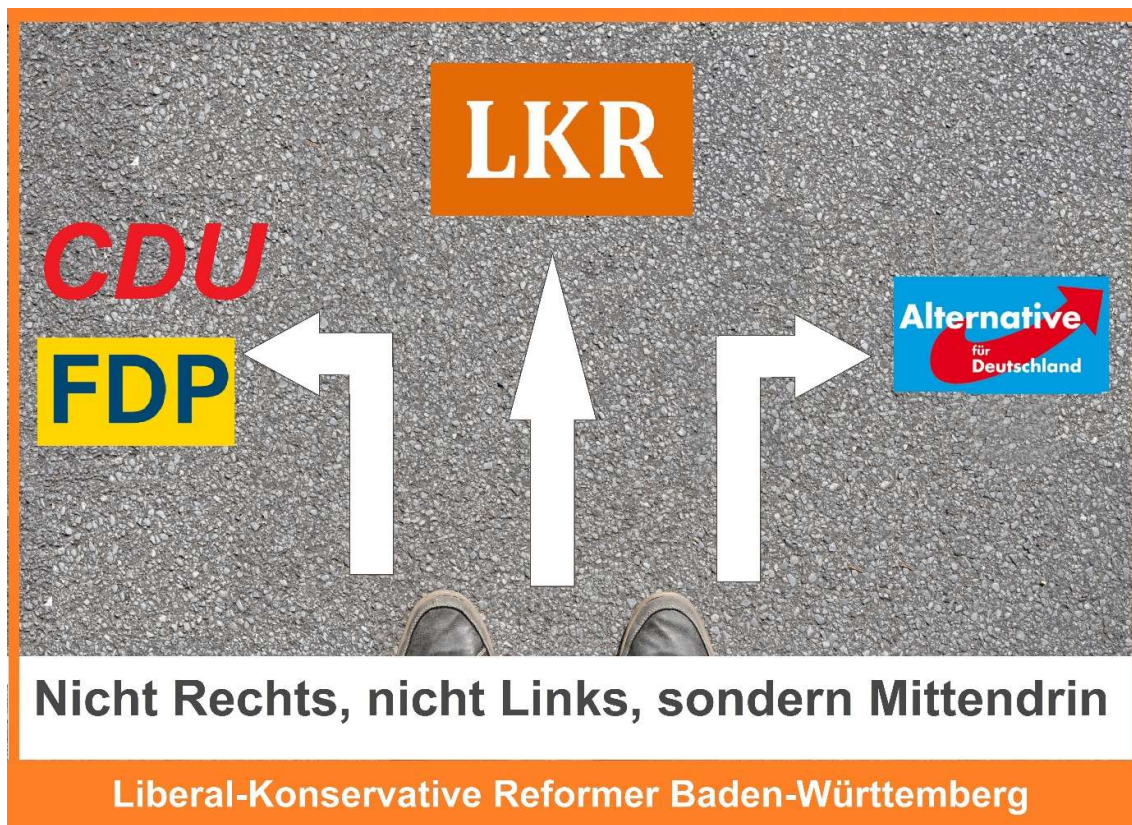 LKR
CDU
FDP
Alternative
für
Deutschland
Nicht Rechts, nicht Links, sondern Mittendrin
Liberal-Konservative Reformer Baden-Württemberg